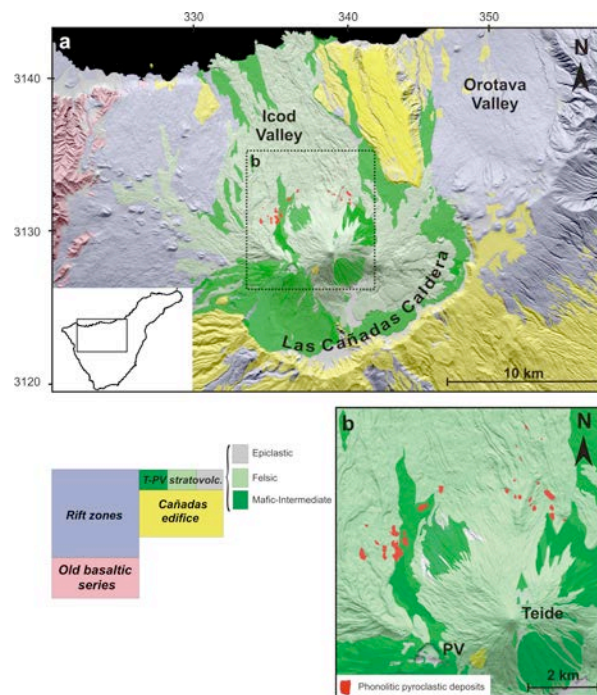 330
340
350
a
N
3140
Orotava
Valley
Icod
Valley
b
3130
Las Cañadas Caldera
10 km
3120
b
N
Epiclastic
T-PV stratovolc.
Felsic
Mafic-Intermediate
Rift zones
Cañadas
edifice
Old basaltic
series
Teide
PV
2 km
Phonolitic pyroclastic deposits